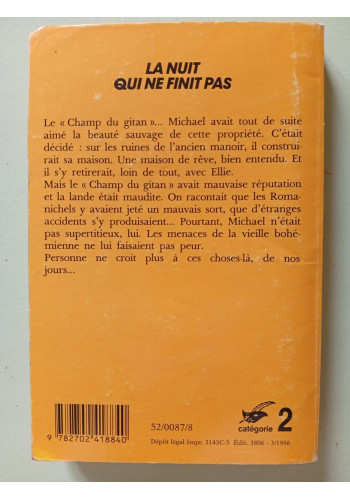 LA NUIT
QUI NE FINIT PAS
Le « Champ du gitan »... Michael avait tout de suite
aimé la beauté sauvage de cette propriété. C'était
décidé : sur les ruines de l'ancien manoir, il construi-
rait sa maison. Une maison de rêve, bien entendu. Et
il s'y retirerait, loin de tout, avec Ellie.
Mais le « Champ du gitan » avait mauvaise réputation
et la lande était maudite. On racontait que les Roma-
nichels y avaient jeté un mauvais sort, que d'étranges
accidents s'y produisaient... Pourtant, Michael n'était
pas supertitieux, lui. Les menaces de la vieille bohé-
mienne ne lui faisaient pas peur.
Personne ne croit plus à ces choses-là, de nos
jours...
9 782702 418840
52/0087/8
catégorie 2
Dépôt légal Impr. 3143C-5 Édit. 3806 - 3/1996